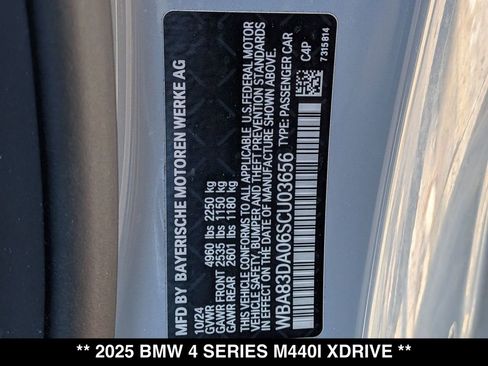 MFD BY BAYERISCHE MOTOREN WERKE AG
10/24
GVWR 4960 lbs 2250 kg
GAWR FRONT 2535 lbs 1150 kg
GAWR REAR 2601 lbs 1180 kg
THIS VEHICLE CONFORMS TO ALL APPLICABLE U.S.FEDERAL MOTOR
VEHICLE SAFETY, BUMPER, AND THEFT PREVENTION STANDARDS
IN EFFECT ON THE DATE OF MANUFACTURE SHOWN ABOVE.
WBA83DA06SCU03656 TYPE: PASSENGER CAR
C4P
7315814
** 2025 BMW 4 SERIES M440I XDRIVE **